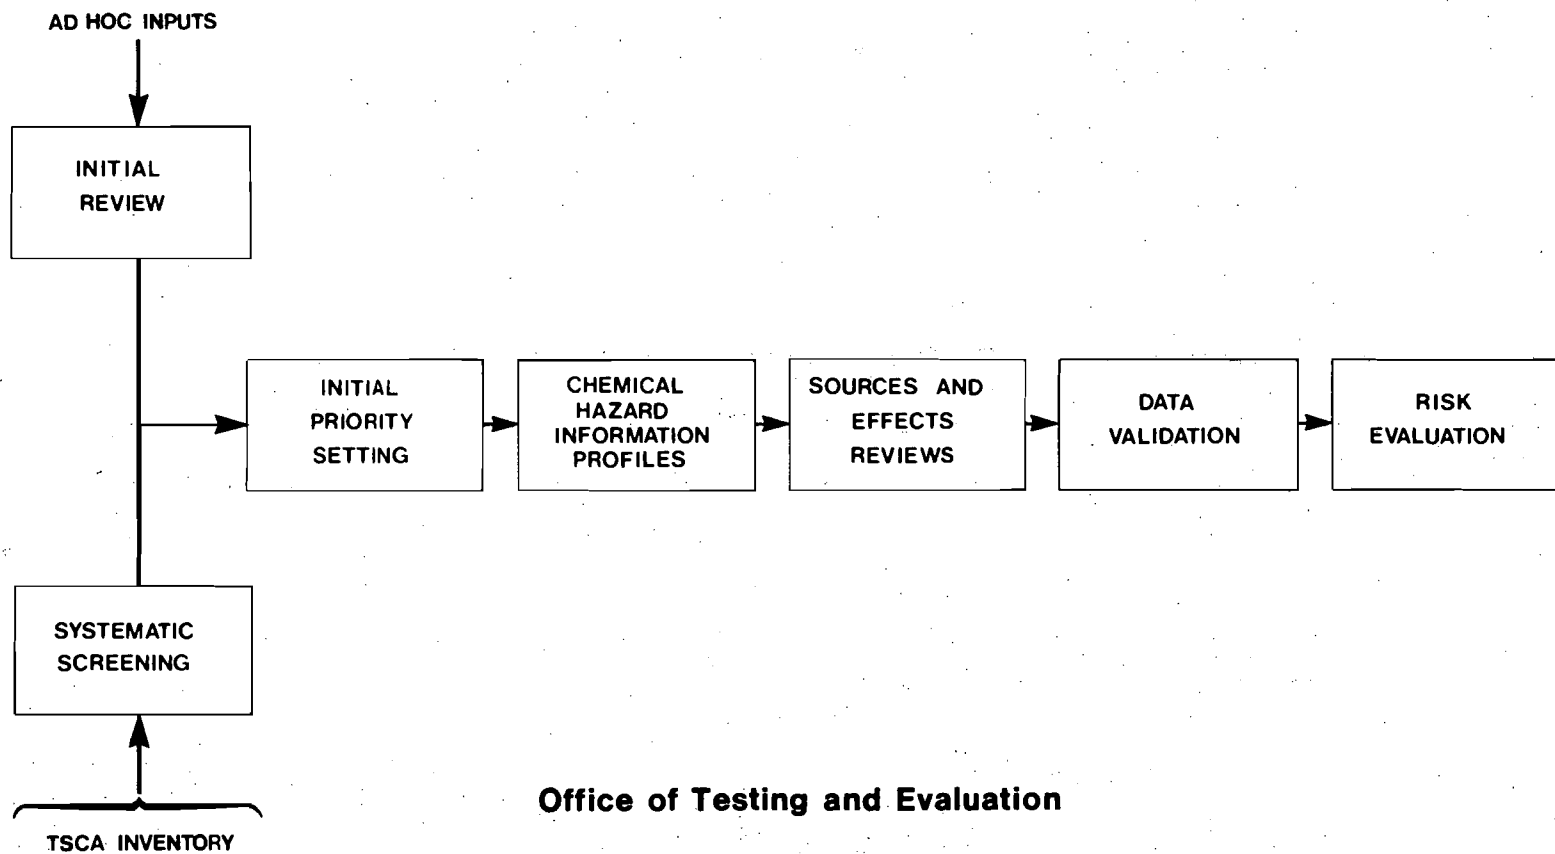 AD HOC INPUTS
INITIAL
REVIEW
INITIAL
PRIORITY
SETTING
CHEMICAL
HAZARD
INFORMATION
PROFILES
SOURCES AND
EFFECTS
REVIEWS
DATA
VALIDATION
RISK
EVALUATION
SYSTEMATIC
SCREENING
Office of Testing and Evaluation
TSCA INVENTORY